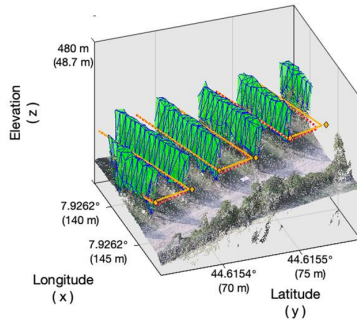 480 m
(48.7 m)
Elevation
( z )
7.9262°
(140 m)
7.9262°
(145 m)
Longitude
( x )
44.6154°
(70 m)
44.6155°
(75 m)
Latitude
( y )